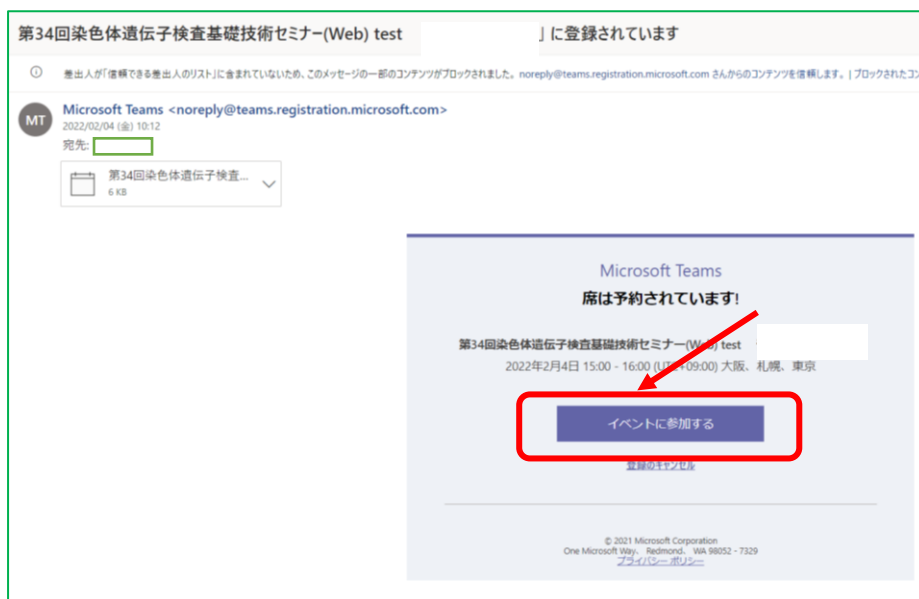 第34回染色体遺伝子検査基礎技術セミナー(Web) test 」に登録されています
差出人が「信頼できる差出人のリスト」に含まれていないため、このメッセージの一部のコンテンツがブロックされました。noreply@teams.registration.microsoft.com さんからのコンテンツを信頼します。 | ブロックされたコン
MT
Microsoft Teams <noreply@teams.registration.microsoft.com>
2022/02/04 (金) 10:12
宛先:
第34回染色体遺伝子検査...
6 KB
Microsoft Teams
席は予約されています!
第34回染色体遺伝子検査基礎技術セミナー(Web) test
2022年2月4日 15:00 - 16:00 (UTC+09:00) 大阪、札幌、東京
イベントに参加する
登録のキャンセル
© 2021 Microsoft Corporation
One Microsoft Way、 Redmond、 WA 98052 - 7329
プライバシー ポリシー